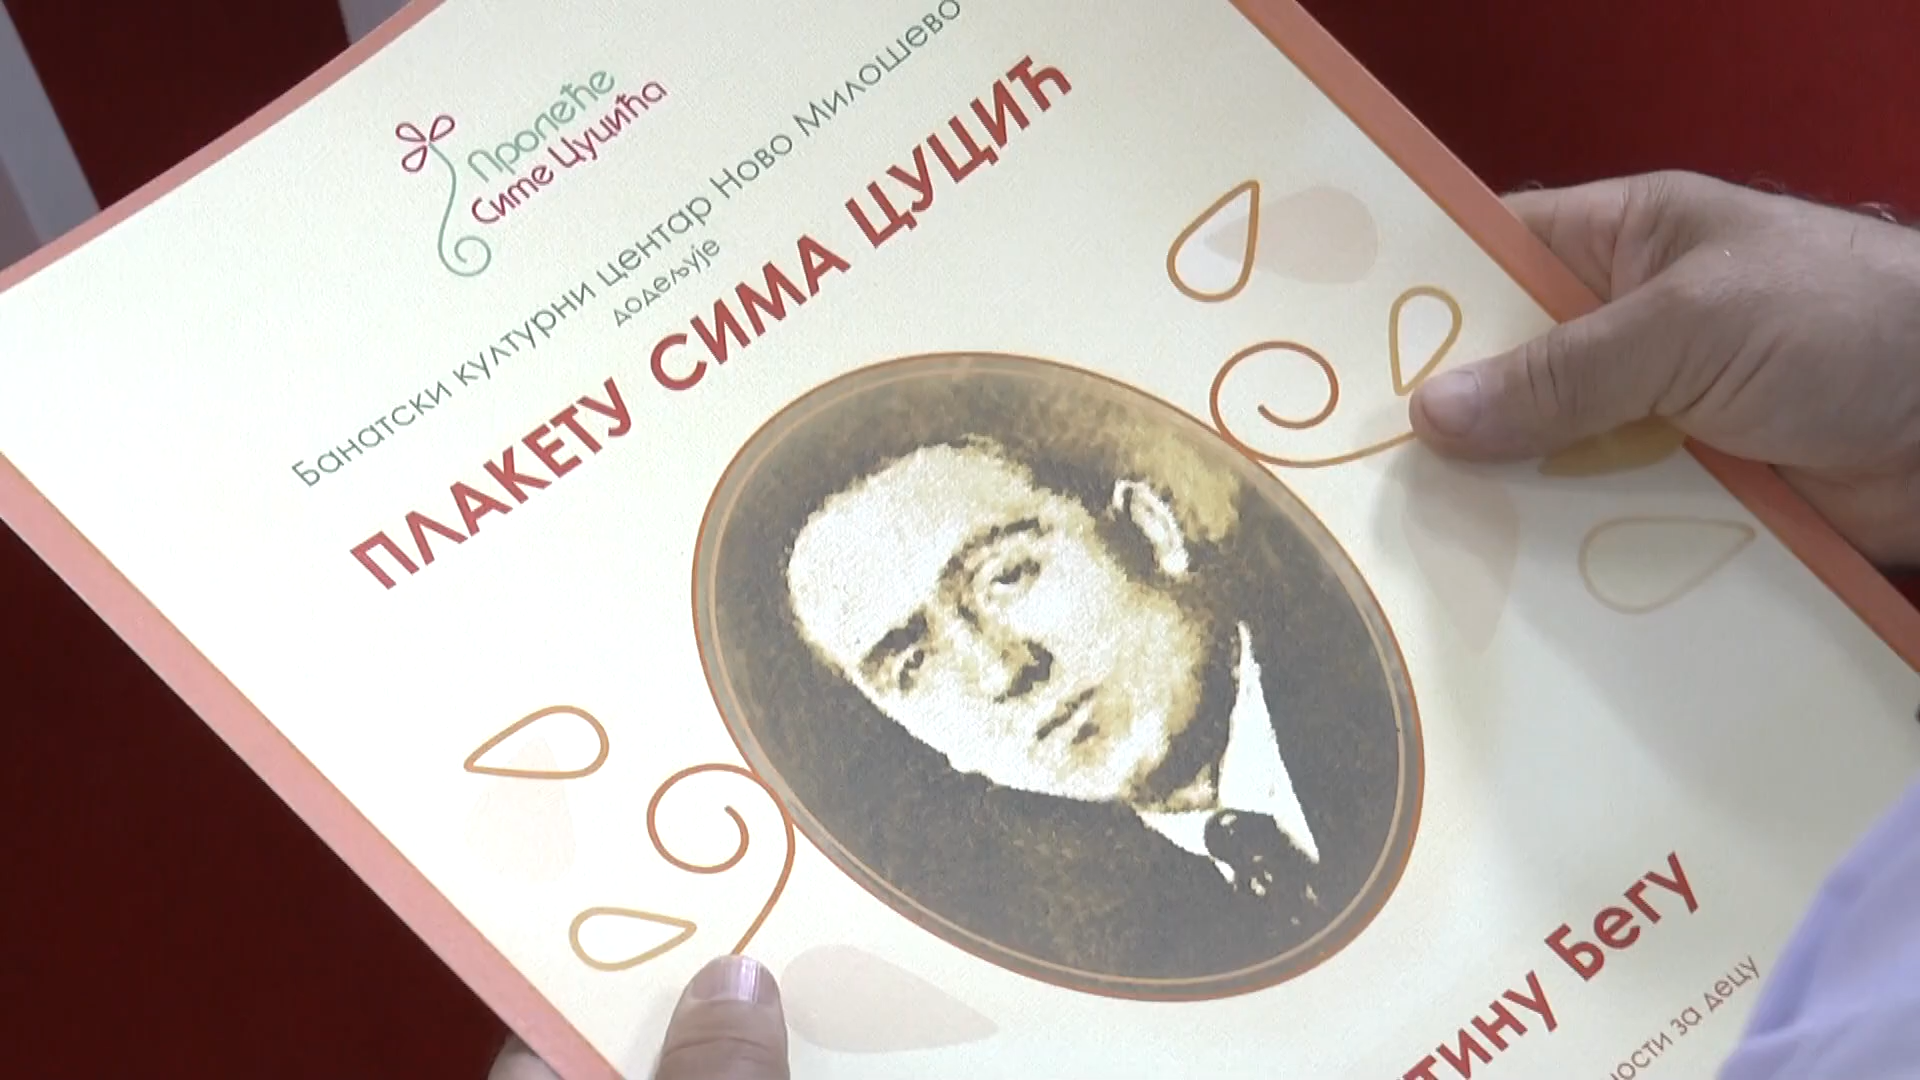 Пролеће
Симе Цуцића
Банатски културни центар Ново Милошево
додељује
ПЛАКЕТУ СИМА ЦУЦИЋ
Бегу
за децу